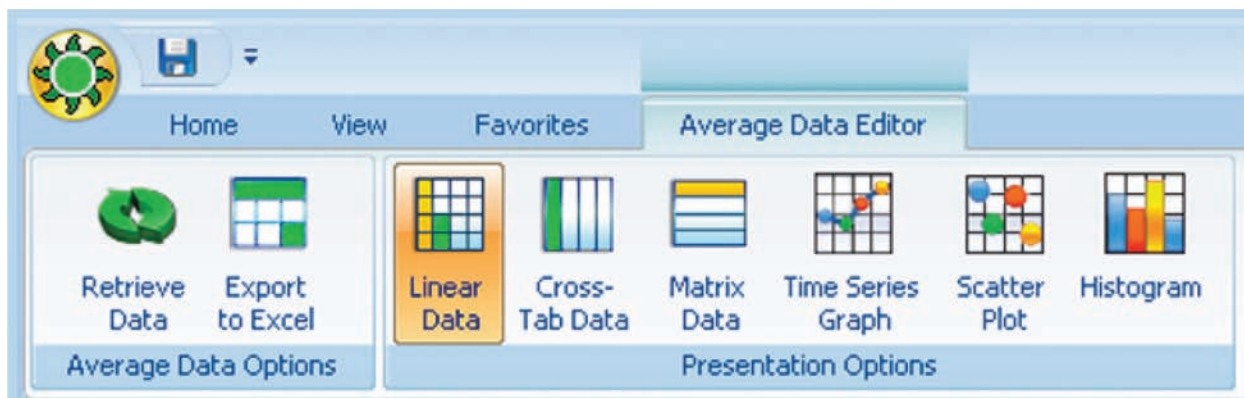 Home View Favorites Average Data Editor
Retrieve Data
Export to Excel
Linear Data
Cross-Tab Data
Matrix Data
Time Series Graph
Scatter Plot
Histogram
Average Data Options
Presentation Options